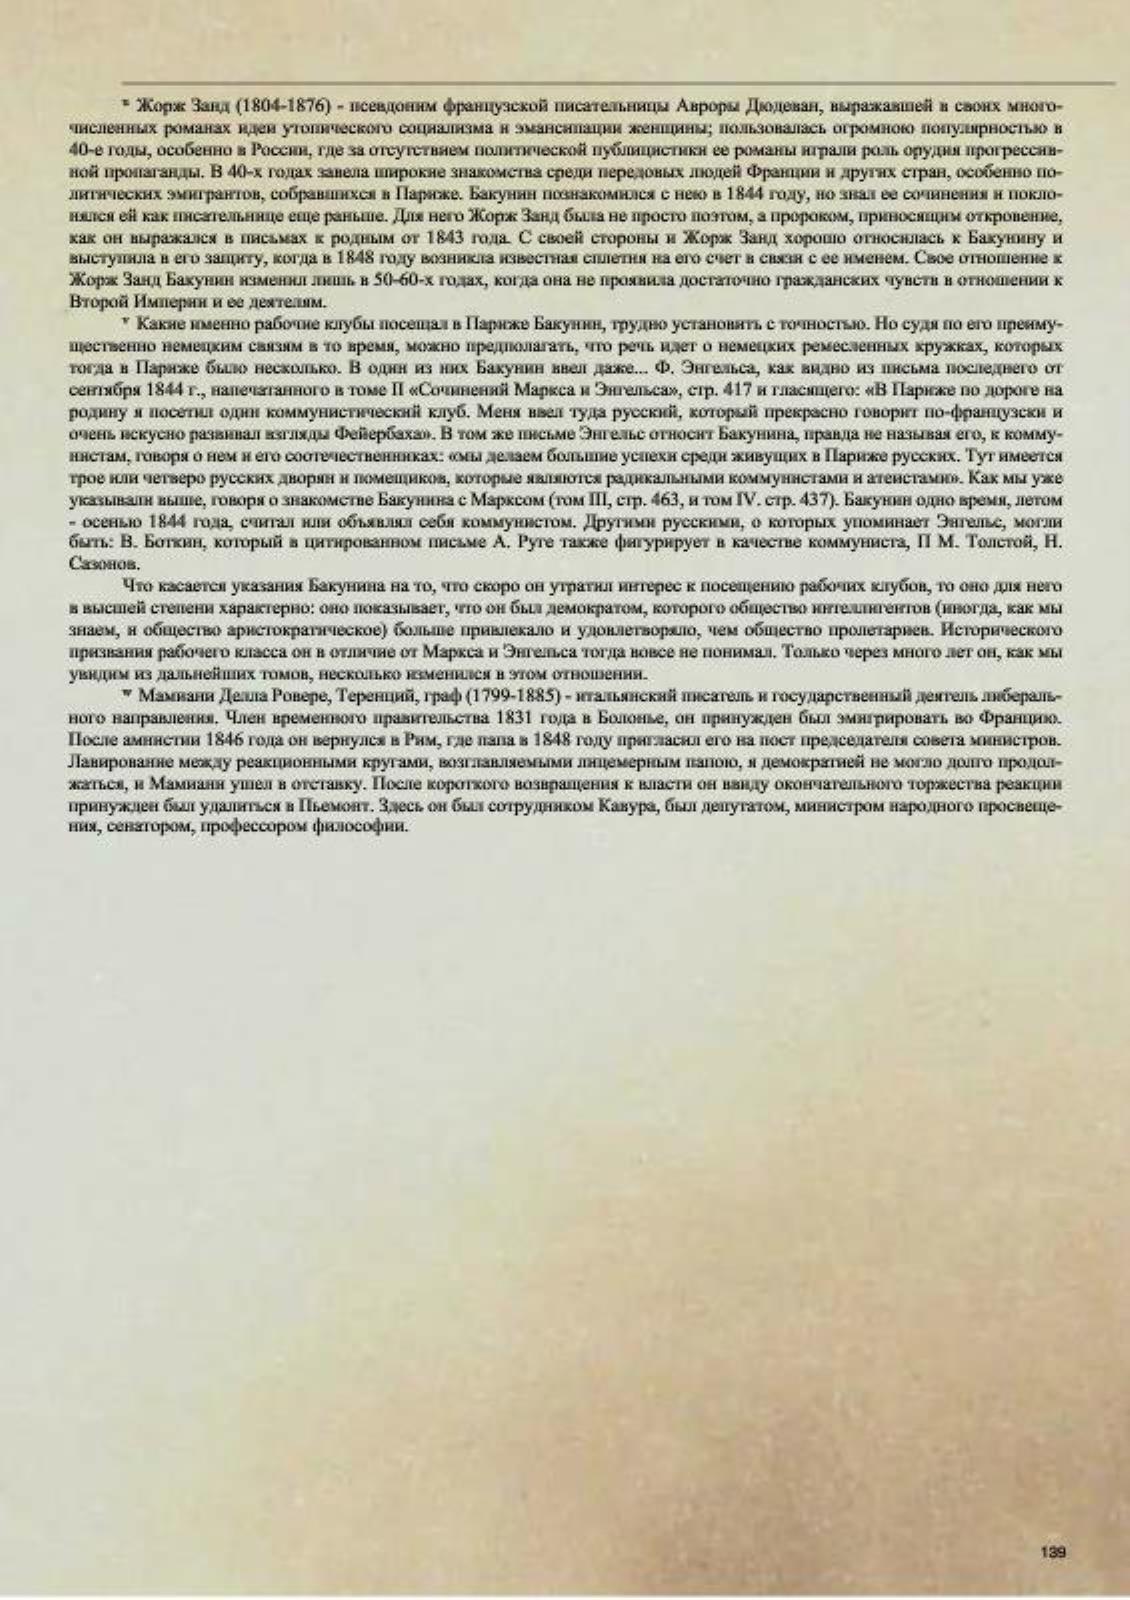 u Жорж Занд (1804-1876) - псевдоним французской писательницы Авроры Дюдеван, выражавшей в своих много-
численных романах идеи утопического социализма и эмансипации женщины; пользовалась огромною популярностью в
40-е годы, особенно в России, где за отсутствием политической публицистики ее романы играли роль орудия прогрессив-
ной пропаганды. В 40-х годах завела широкие знакомства среди передовых людей Франции и других стран, особенно по-
литических эмигрантов, собравшихся в Париже. Бакунин познакомился с нею в 1844 году, но знал ее сочинения и покло-
нялся ей как писательнице еще раньше. Для него Жорж Занд была не просто поэтом, а пророком, приносящим откровение,
как он выражался в письмах к родным от 1843 года. С своей стороны и Жорж Занд хорошо относилась к Бакунину и
выступила в его защиту, когда в 1848 году возникла известная сплетня на его счет в связи с ее именем. Свое отношение к
Жорж Занд Бакунин изменил лишь в 50-60-х годах, когда она не проявила достаточно гражданских чувств в отношении к
Второй Империи и ее деятелям.
v Какие именно рабочие клубы посещал в Париже Бакунин, трудно установить с точностью. Но судя по его преиму-
щественно немецким связям в то время, можно предполагать, что речь идет о немецких ремесленных кружках, которых
тогда в Париже было несколько. В один из них Бакунин ввел даже... Ф. Энгельса, как видно из письма последнего от
сентября 1844 г., напечатанного в томе II «Сочинений Маркса и Энгельса», стр. 417 и гласящего: «В Париже по дороге на
родину я посетил один коммунистический клуб. Меня ввел туда русский, который прекрасно говорит по-французски и
очень искусно развивал взгляды Фейербаха». В том же письме Энгельс относит Бакунина, правда не называя его, к комму-
нистам, говоря о нем и его соотечественниках: «мы делаем большие успехи среди живущих в Париже русских. Тут имеется
трое или четверо русских дворян и помещиков, которые являются радикальными коммунистами и атеистами». Как мы уже
указывали выше, говоря о знакомстве Бакунина с Марксом (том III, стр. 463, и том IV. стр. 437). Бакунин одно время, летом
- осенью 1844 года, считал или объявлял себя коммунистом. Другими русскими, о которых упоминает Энгельс, могли
быть: В. Боткин, который в цитированном письме А. Руге также фигурирует в качестве коммуниста, П М. Толстой, Н.
Сазонов.
Что касается указания Бакунина на то, что скоро он утратил интерес к посещению рабочих клубов, то оно для него
в высшей степени характерно: оно показывает, что он был демократом, которого общество интеллигентов (иногда, как мы
знаем, и общество аристократическое) больше привлекало и удовлетворяло, чем общество пролетариев. Исторического
призвания рабочего класса он в отличие от Маркса и Энгельса тогда вовсе не понимал. Только через много лет он, как мы
увидим из дальнейших томов, несколько изменился в этом отношении.
w Мамиани Делла Ровере, Теренций, граф (1799-1885) - итальянский писатель и государственный деятель либераль-
ного направления. Член временного правительства 1831 года в Болонье, он принужден был эмигрировать во Францию.
После амнистии 1846 года он вернулся в Рим, где папа в 1848 году пригласил его на пост председателя совета министров.
Лавирование между реакционными кругами, возглавляемыми лицемерным папою, я демократией не могло долго продол-
жаться, и Мамиани ушел в отставку. После короткого возвращения к власти он ввиду окончательного торжества реакции
принужден был удалиться в Пьемонт. Здесь он был сотрудником Кавура, был депутатом, министром народного просвеще-
ния, сенатором, профессором философии.
139